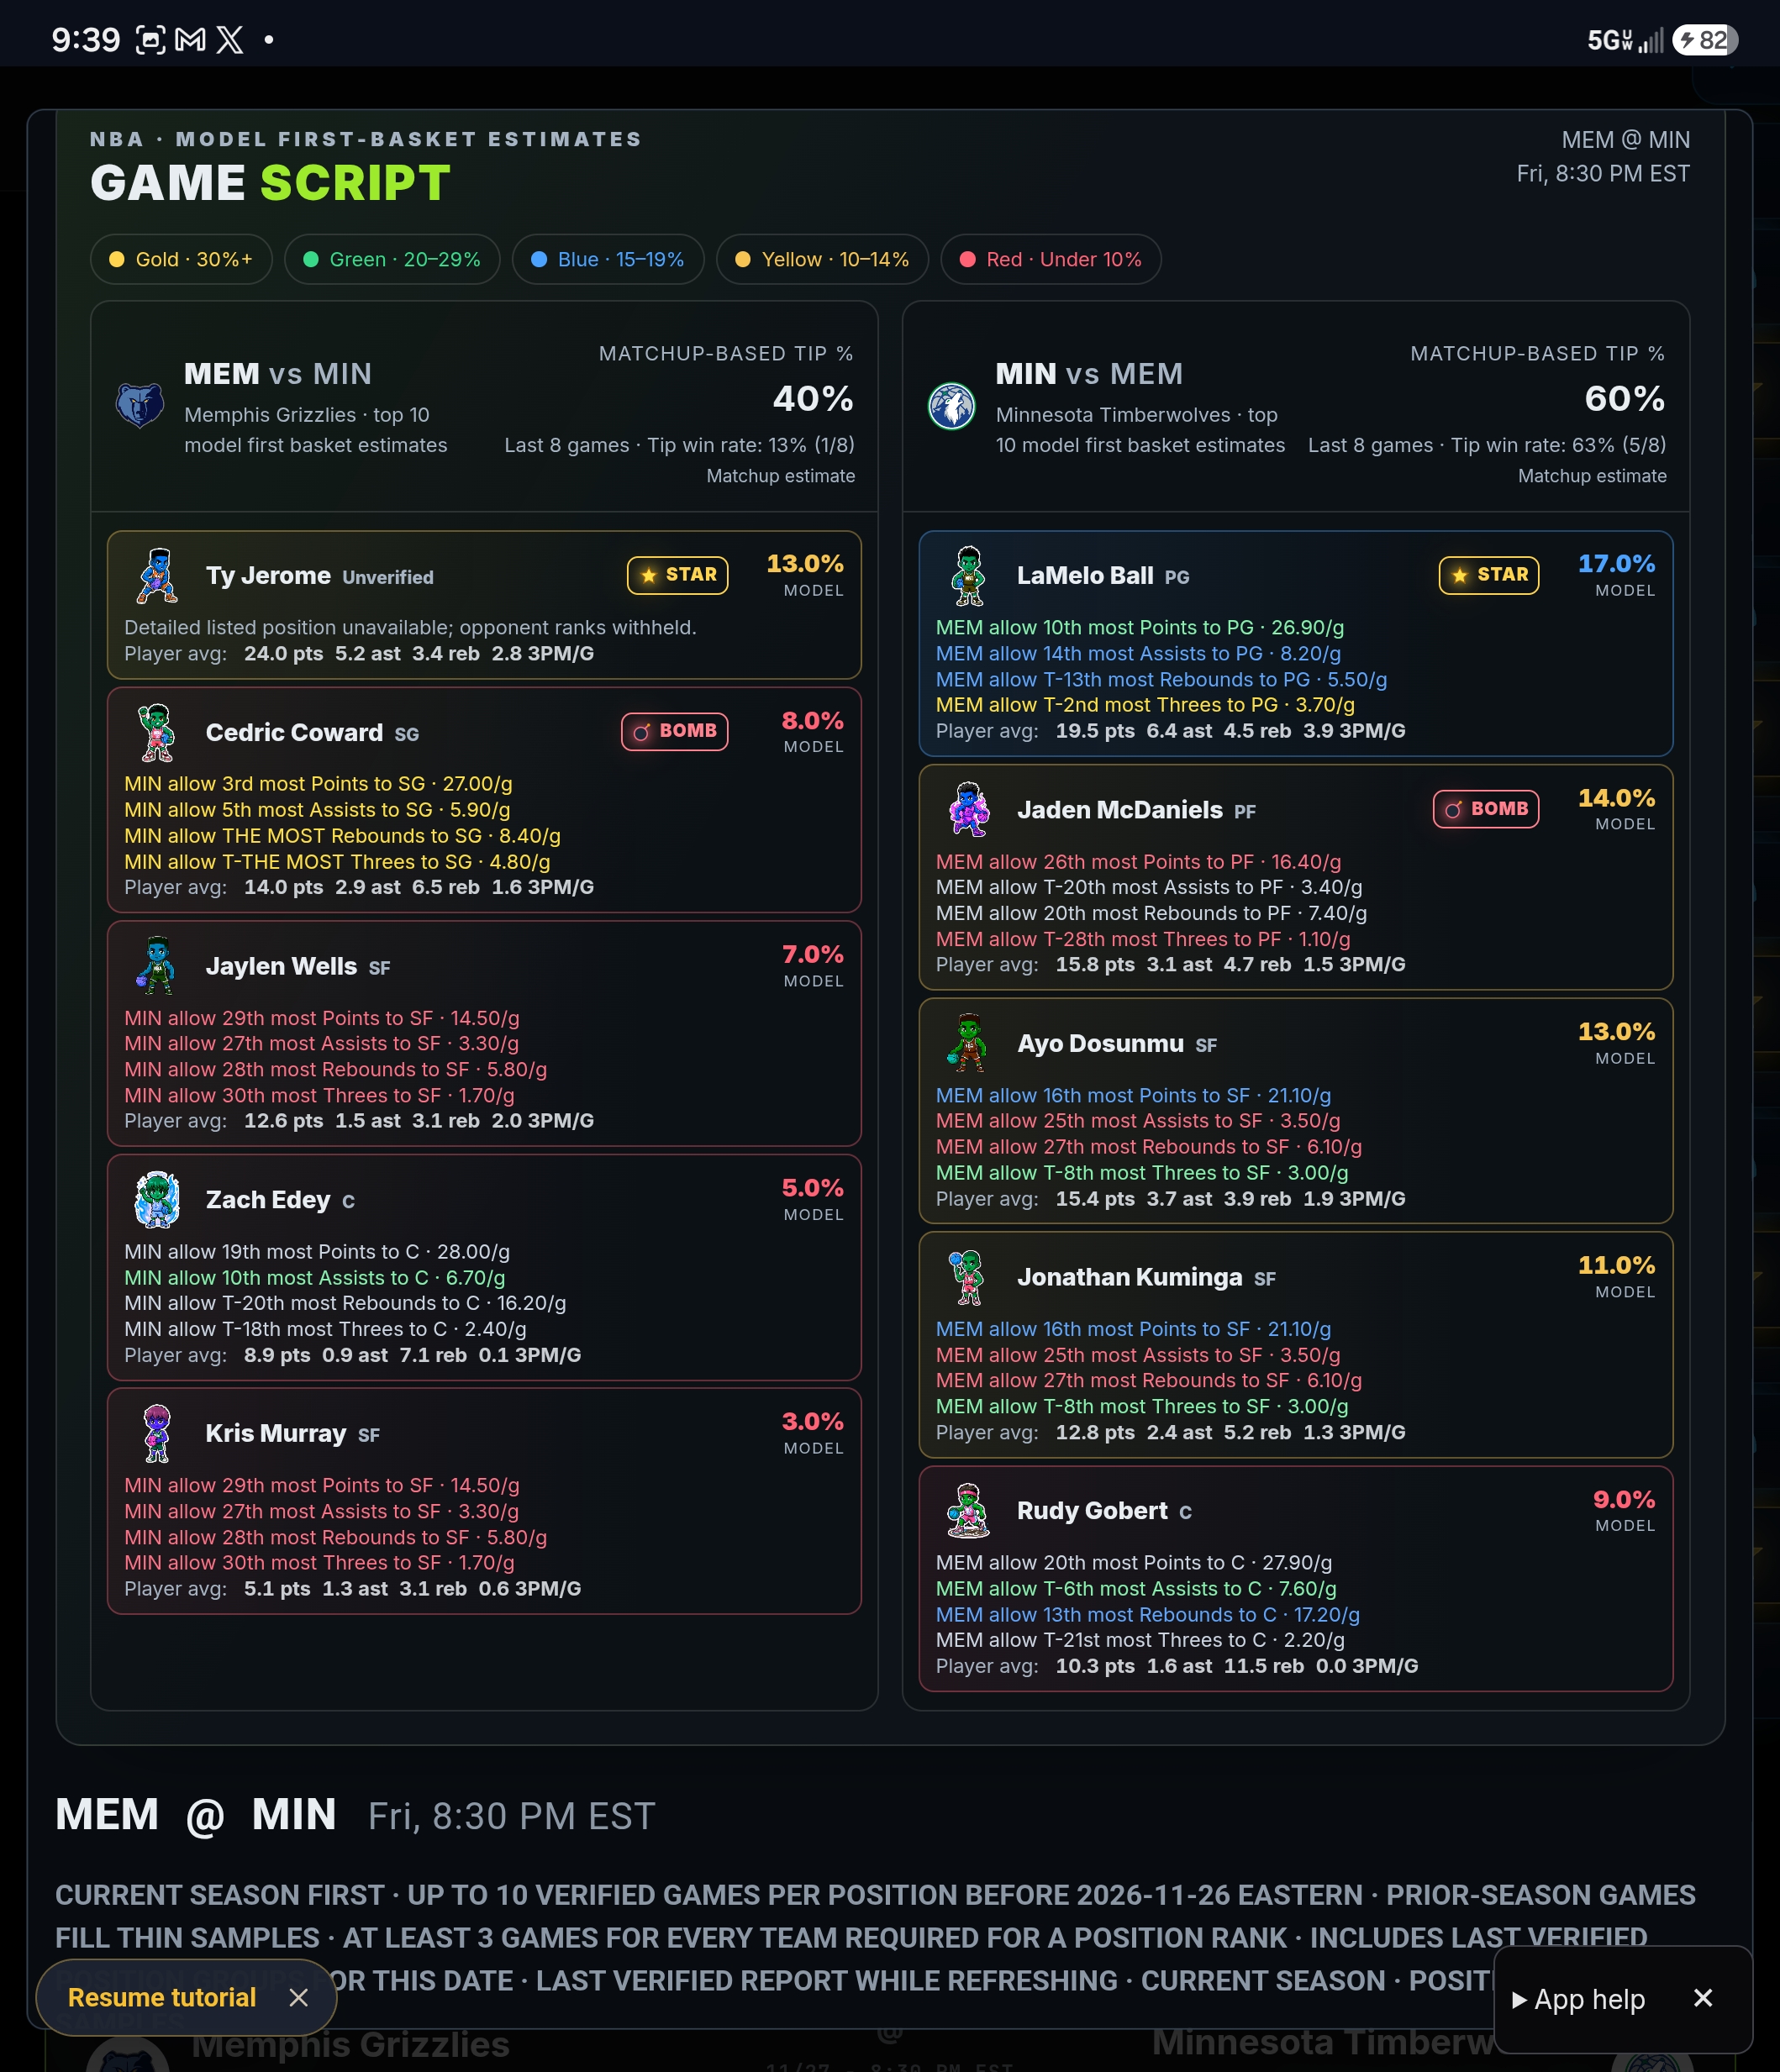 9:39
5G UW 82
NBA · MODEL FIRST-BASKET ESTIMATES
GAME SCRIPT
MEM @ MIN
Fri, 8:30 PM EST
Gold · 30%+
Green · 20–29%
Blue · 15–19%
Yellow · 10–14%
Red · Under 10%
MEM vs MIN
Memphis Grizzlies · top 10
model first basket estimates
MATCHUP-BASED TIP %
40%
Last 8 games · Tip win rate: 13% (1/8)
Matchup estimate
Ty Jerome Unverified
STAR
13.0%
MODEL
Detailed listed position unavailable; opponent ranks withheld.
Player avg: 24.0 pts 5.2 ast 3.4 reb 2.8 3PM/G
Cedric Coward SG
BOMB
8.0%
MODEL
MIN allow 3rd most Points to SG · 27.00/g
MIN allow 5th most Assists to SG · 5.90/g
MIN allow THE MOST Rebounds to SG · 8.40/g
MIN allow T-THE MOST Threes to SG · 4.80/g
Player avg: 14.0 pts 2.9 ast 6.5 reb 1.6 3PM/G
Jaylen Wells SF
7.0%
MODEL
MIN allow 29th most Points to SF · 14.50/g
MIN allow 27th most Assists to SF · 3.30/g
MIN allow 28th most Rebounds to SF · 5.80/g
MIN allow 30th most Threes to SF · 1.70/g
Player avg: 12.6 pts 1.5 ast 3.1 reb 2.0 3PM/G
Zach Edey C
5.0%
MODEL
MIN allow 19th most Points to C · 28.00/g
MIN allow 10th most Assists to C · 6.70/g
MIN allow T-20th most Rebounds to C · 16.20/g
MIN allow T-18th most Threes to C · 2.40/g
Player avg: 8.9 pts 0.9 ast 7.1 reb 0.1 3PM/G
Kris Murray SF
3.0%
MODEL
MIN allow 29th most Points to SF · 14.50/g
MIN allow 27th most Assists to SF · 3.30/g
MIN allow 28th most Rebounds to SF · 5.80/g
MIN allow 30th most Threes to SF · 1.70/g
Player avg: 5.1 pts 1.3 ast 3.1 reb 0.6 3PM/G
MIN vs MEM
Minnesota Timberwolves · top
10 model first basket estimates
MATCHUP-BASED TIP %
60%
Last 8 games · Tip win rate: 63% (5/8)
Matchup estimate
LaMelo Ball PG
STAR
17.0%
MODEL
MEM allow 10th most Points to PG · 26.90/g
MEM allow 14th most Assists to PG · 8.20/g
MEM allow T-13th most Rebounds to PG · 5.50/g
MEM allow T-2nd most Threes to PG · 3.70/g
Player avg: 19.5 pts 6.4 ast 4.5 reb 3.9 3PM/G
Jaden McDaniels PF
BOMB
14.0%
MODEL
MEM allow 26th most Points to PF · 16.40/g
MEM allow T-20th most Assists to PF · 3.40/g
MEM allow 20th most Rebounds to PF · 7.40/g
MEM allow T-28th most Threes to PF · 1.10/g
Player avg: 15.8 pts 3.1 ast 4.7 reb 1.5 3PM/G
Ayo Dosunmu SF
13.0%
MODEL
MEM allow 16th most Points to SF · 21.10/g
MEM allow 25th most Assists to SF · 3.50/g
MEM allow 27th most Rebounds to SF · 6.10/g
MEM allow T-8th most Threes to SF · 3.00/g
Player avg: 15.4 pts 3.7 ast 3.9 reb 1.9 3PM/G
Jonathan Kuminga SF
11.0%
MODEL
MEM allow 16th most Points to SF · 21.10/g
MEM allow 25th most Assists to SF · 3.50/g
MEM allow 27th most Rebounds to SF · 6.10/g
MEM allow T-8th most Threes to SF · 3.00/g
Player avg: 12.8 pts 2.4 ast 5.2 reb 1.3 3PM/G
Rudy Gobert C
9.0%
MODEL
MEM allow 20th most Points to C · 27.90/g
MEM allow T-6th most Assists to C · 7.60/g
MEM allow 13th most Rebounds to C · 17.20/g
MEM allow T-21st most Threes to C · 2.20/g
Player avg: 10.3 pts 1.6 ast 11.5 reb 0.0 3PM/G
MEM @ MIN Fri, 8:30 PM EST
CURRENT SEASON FIRST · UP TO 10 VERIFIED GAMES PER POSITION BEFORE 2026-11-26 EASTERN · PRIOR-SEASON GAMES
FILL THIN SAMPLES · AT LEAST 3 GAMES FOR EVERY TEAM REQUIRED FOR A POSITION RANK · INCLUDES LAST VERIFIED
POSITION GROUPS FOR THIS DATE · LAST VERIFIED REPORT WHILE REFRESHING · CURRENT SEASON · POSITI
SAMPLES
Resume tutorial
App help
Memphis Grizzlies
@
Minnesota Timberw
11/27 - 8:30 PM EST